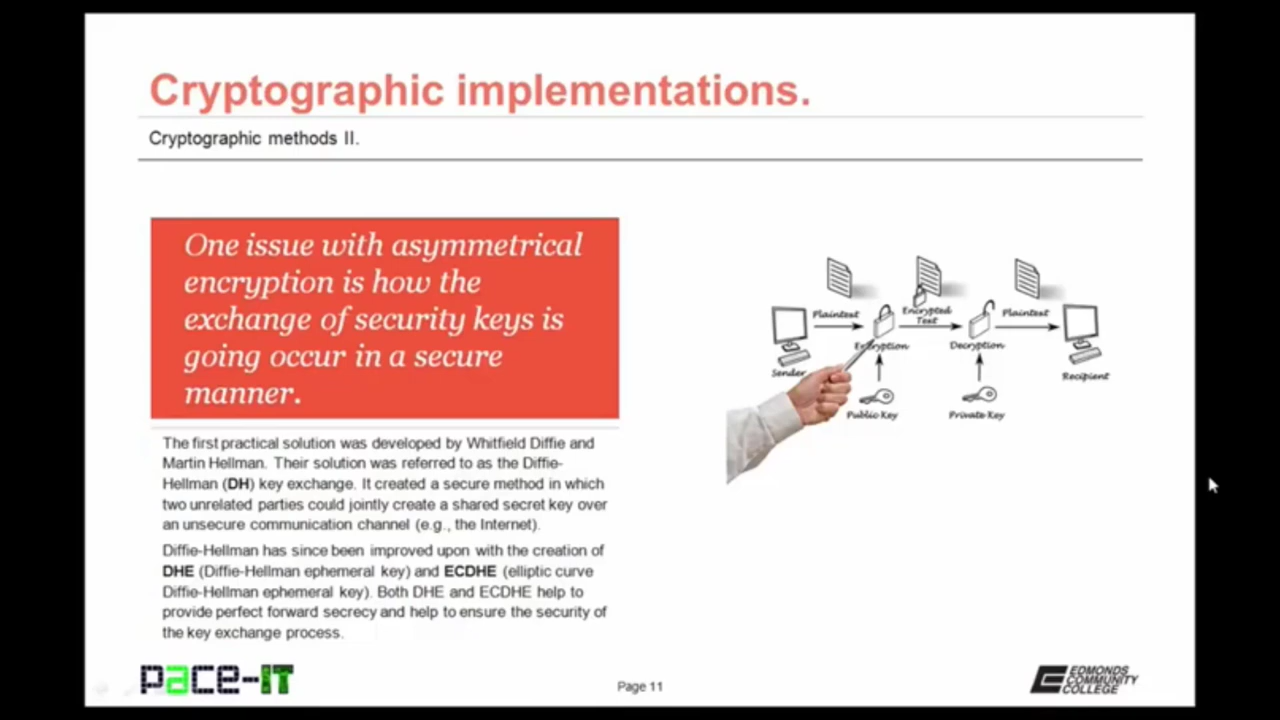 Cryptographic implementations.
Cryptographic methods II.
One issue with asymmetrical
encryption is how the
exchange of security keys is
going occur in a secure
manner.
The first practical solution was developed by Whitfield Diffie and
Martin Hellman. Their solution was referred to as the Diffie-
Hellman (DH) key exchange. It created a secure method in which
two unrelated parties could jointly create a shared secret key over
an unsecure communication channel (e.g., the Internet).
Diffie-Hellman has since been improved upon with the creation of
DHE (Diffie-Hellman ephemeral key) and ECDHE (elliptic curve
Diffie-Hellman ephemeral key). Both DHE and ECDHE help to
provide perfect forward secrecy and help to ensure the security of
the key exchange process.
Plaintext
Encrypted
Text
Plaintext
Encryption
Decryption
Sender
Recipient
Public Key
Private Key
pace-IT
Page 11
EDMONDS
COMMUNITY
COLLEGE